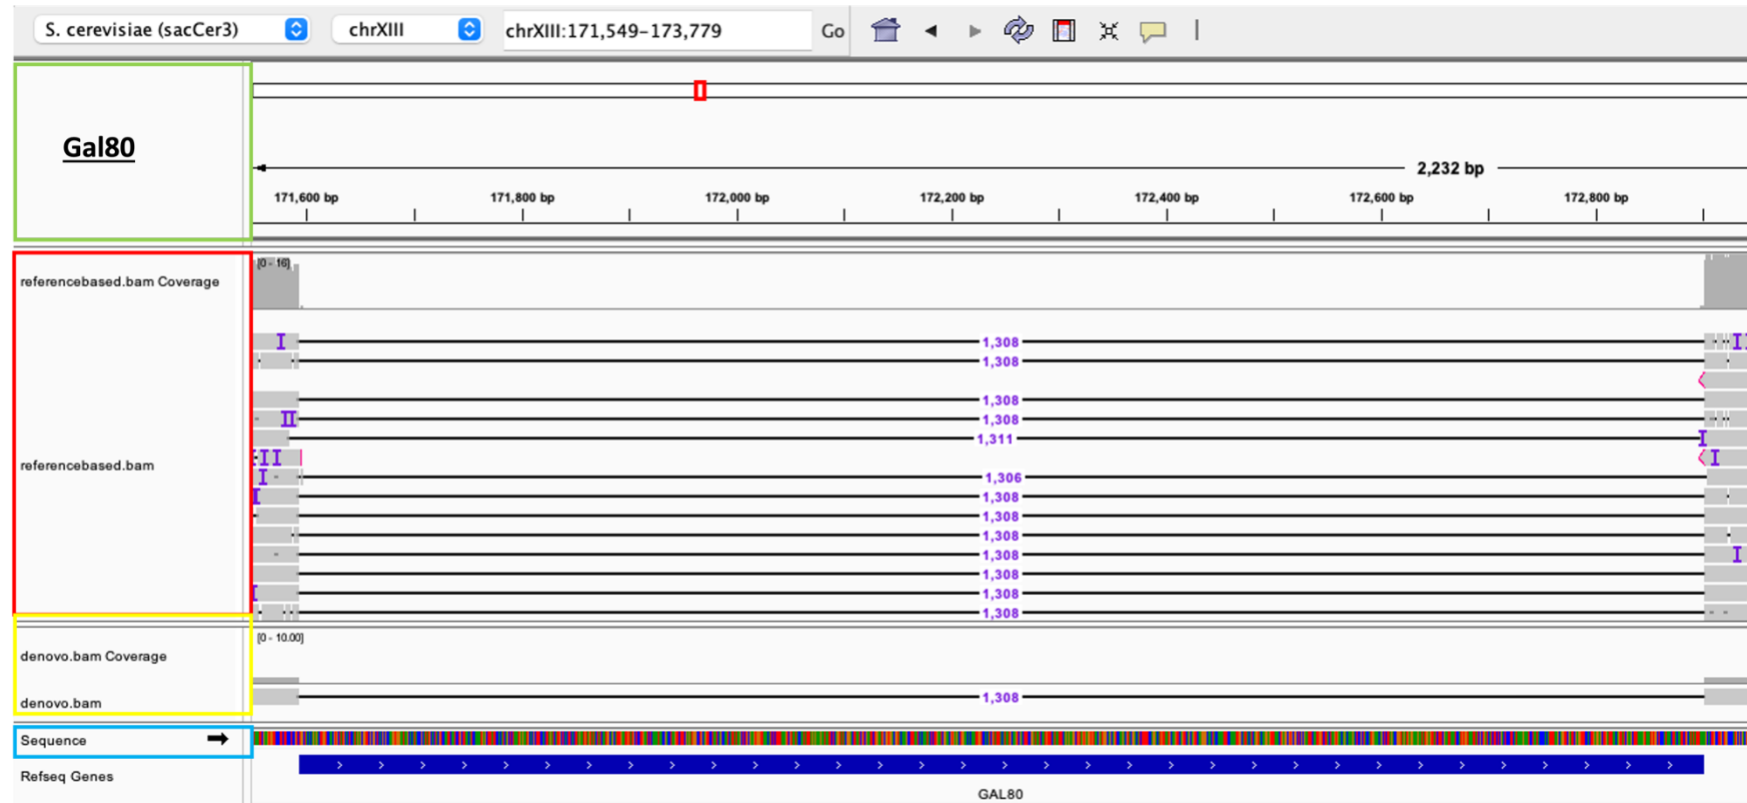 S. cerevisiae (sacCer3) chrXIII chrXIII:171,549-173,779 Go
Gal80
2,232 bp
171,600 bp 171,800 bp 172,000 bp 172,200 bp 172,400 bp 172,600 bp 172,800 bp
[0 - 16]
referencebased.bam Coverage
1,308
1,308
1,308
1,308
1,311
referencebased.bam
1,306
1,308
1,308
1,308
1,308
1,308
1,308
1,308
[0 - 10.00]
denovo.bam Coverage
denovo.bam 1,308
Sequence
Refseq Genes
GAL80